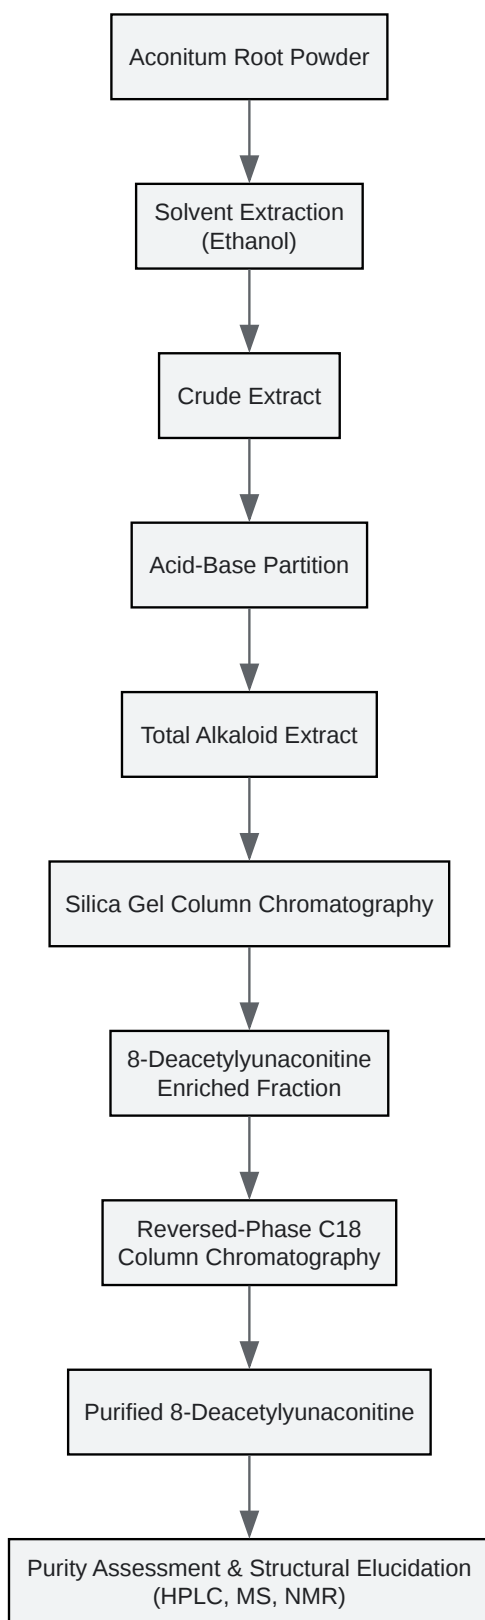 Aconitum Root Powder
Solvent Extraction
(Ethanol)
Crude Extract
Acid-Base Partition
Total Alkaloid Extract
Silica Gel Column Chromatography
8-Deacetylyunaconitine
Enriched Fraction
Reversed-Phase C18
Column Chromatography
Purified 8-Deacetylyunaconitine
Purity Assessment & Structural Elucidation
(HPLC, MS, NMR)